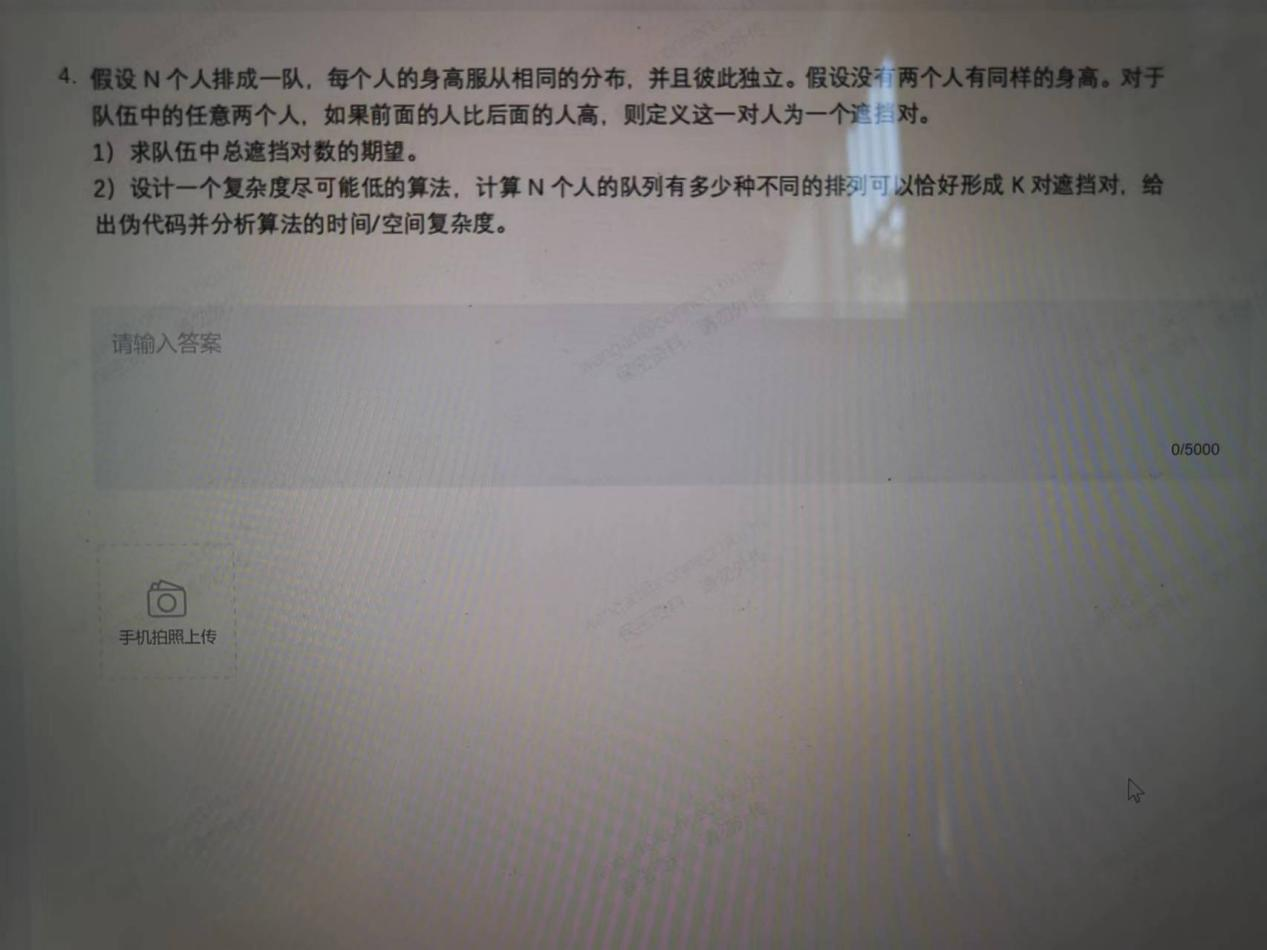 4. 假设 N 个人排成一队，每个人的身高服从相同的分布，并且彼此独立。假设没有两个人有同样的身高。对于
队伍中的任意两个人，如果前面的人比后面的人高，则定义这一对人为一个遮挡对。
1）求队伍中总遮挡对数的期望。
2）设计一个复杂度尽可能低的算法，计算 N 个人的队列有多少种不同的排列可以恰好形成 K 对遮挡对，给
出伪代码并分析算法的时间/空间复杂度。
请输入答案
0/5000
手机拍照上传